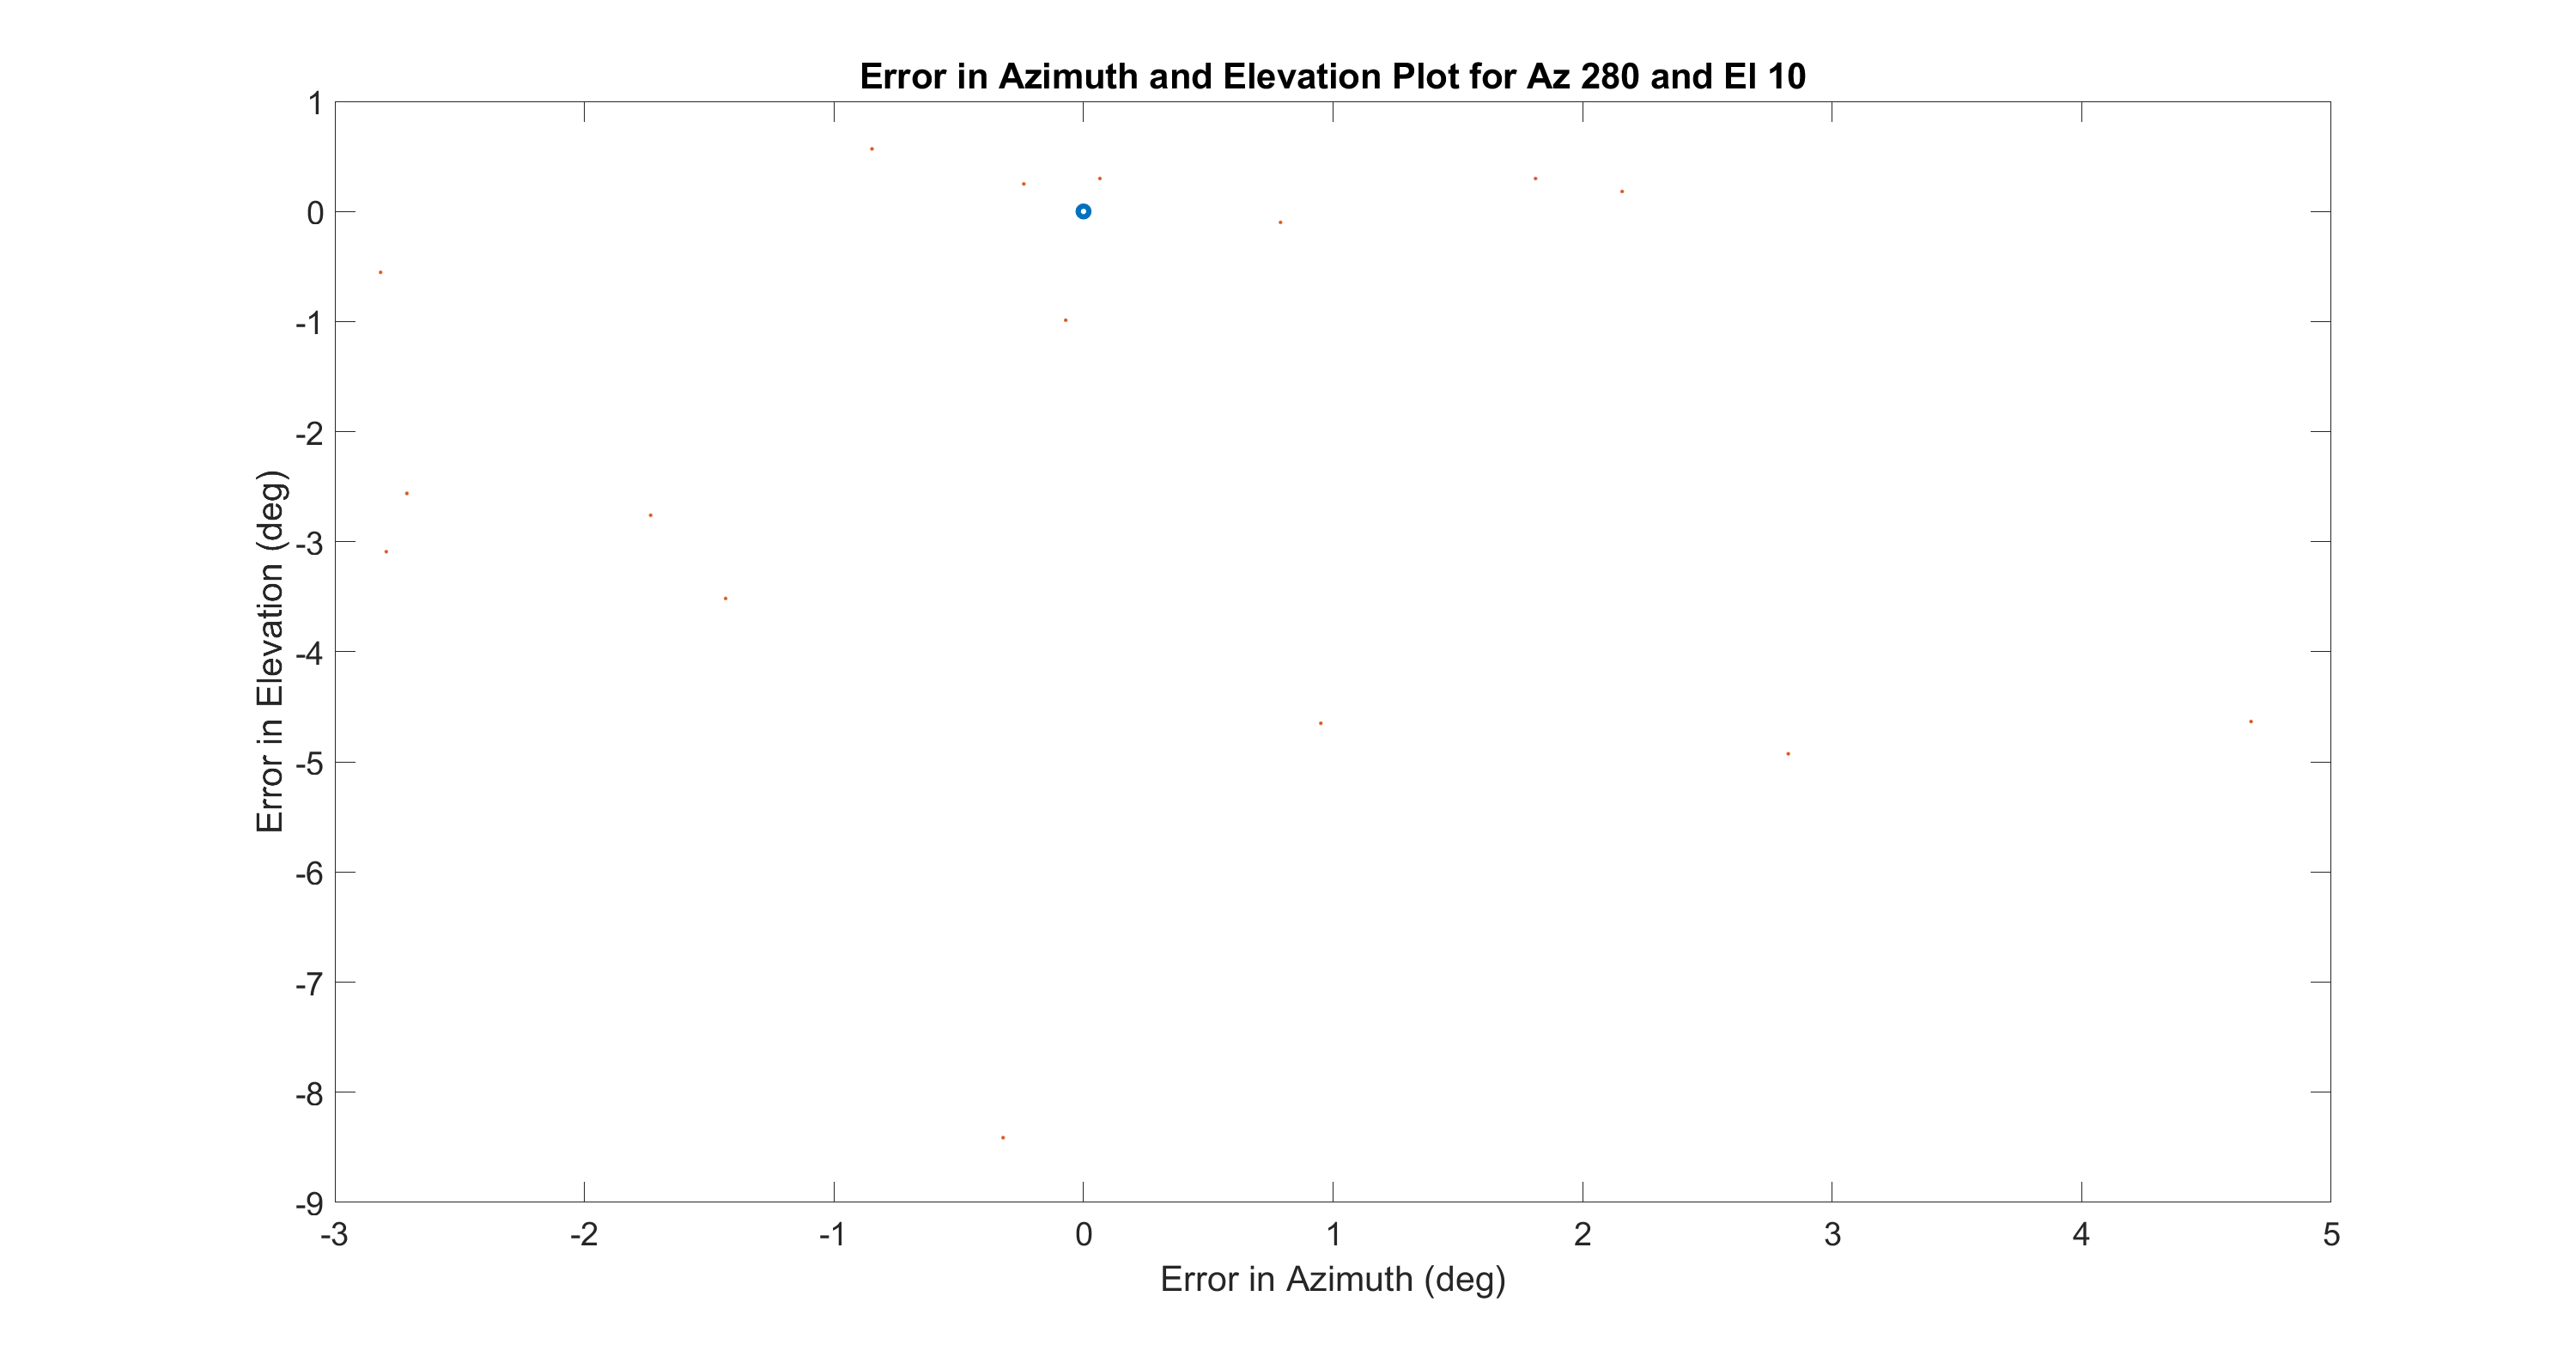 Error in Azimuth and Elevation Plot for Az 280 and El 10
1
0
-1
-2
-3
-4
-5
-6
-7
-8
-9
Error in Elevation (deg)
-3 -2 -1 0 1 2 3 4 5
Error in Azimuth (deg)